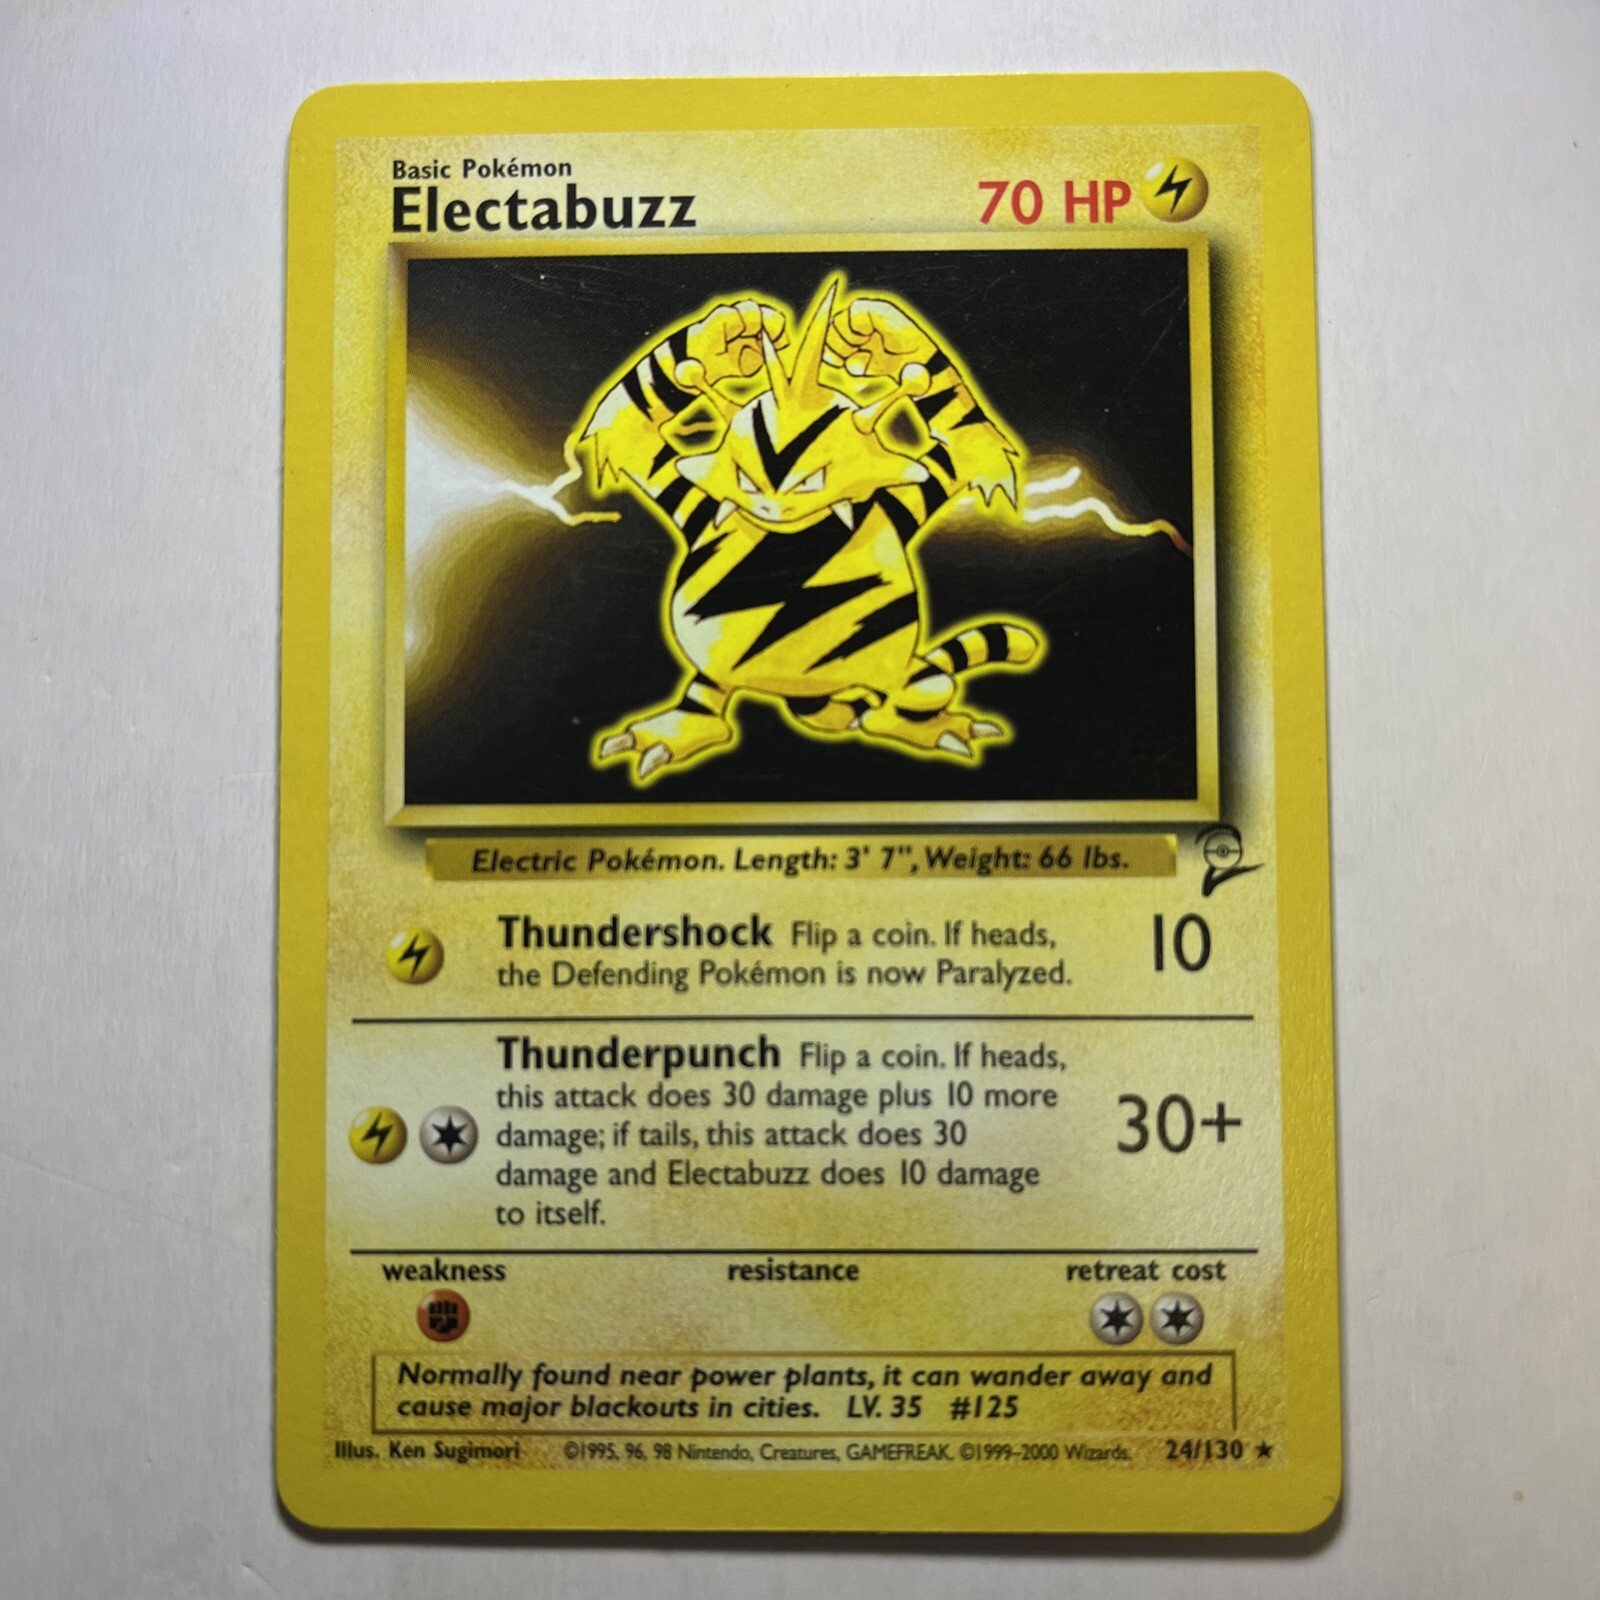 Basic Pokémon
Electabuzz
70 HP
Electric Pokémon. Length: 3' 7", Weight: 66 lbs.
Thundershock Flip a coin. If heads,
the Defending Pokémon is now Paralyzed.
10
Thunderpunch Flip a coin. If heads,
this attack does 30 damage plus 10 more
damage; if tails, this attack does 30
damage and Electabuzz does 10 damage
to itself.
30+
weakness resistance retreat cost
Normally found near power plants, it can wander away and
cause major blackouts in cities. LV. 35 #125
Illus. Ken Sugimori ©1995, 96, 98 Nintendo, Creatures, GAMEFREAK. ©1999–2000 Wizards. 24/130 ★